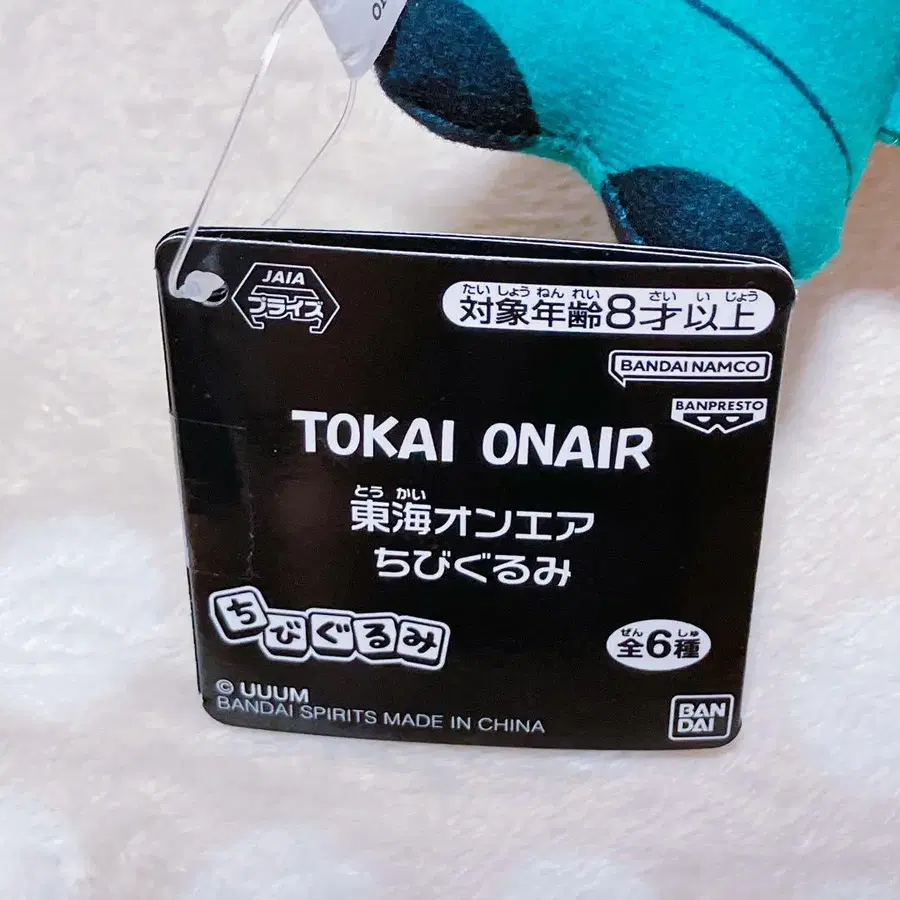 TO
JAIA
プライズ
たいしょうねんれい さい いじょう
対象年齢8才以上
BANDAI NAMCO
BANPRESTO
TOKAI ONAIR
とうかい
東海オンエア
ちびぐるみ
ちびぐるみ
ぜん しゅ
全6種
© UUUM
BANDAI SPIRITS MADE IN CHINA
BAN
DAI